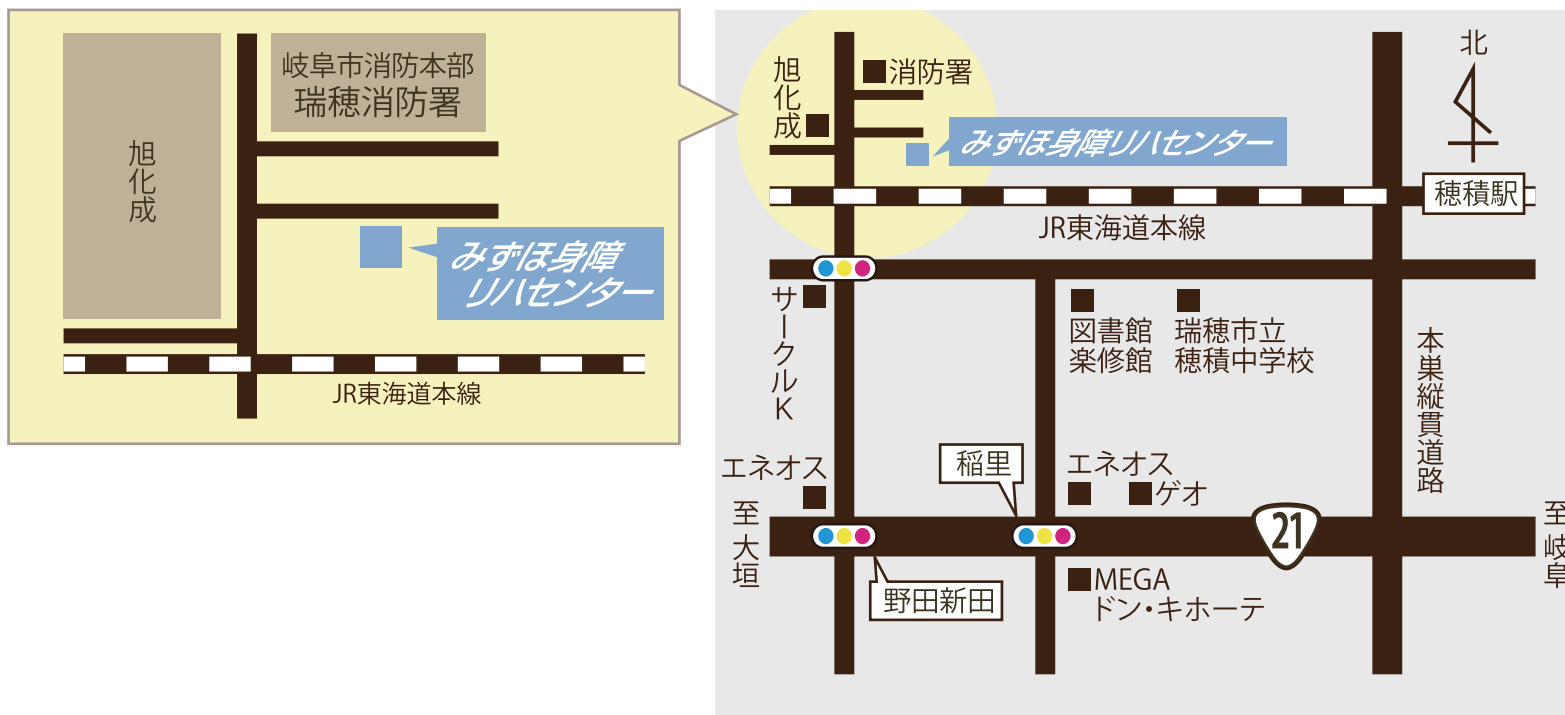 岐阜市消防本部
瑞穂消防署
旭化成
みずほ身障
リハセンター
JR東海道本線
北
旭化成
消防署
みずほ身障リハセンター
穂積駅
JR東海道本線
サークルK
図書館
楽修館
瑞穂市立
穂積中学校
本巣縦貫道路
エネオス
稲里
エネオス
ゲオ
至大垣
21
至岐阜
野田新田
MEGA
ドン・キホーテ